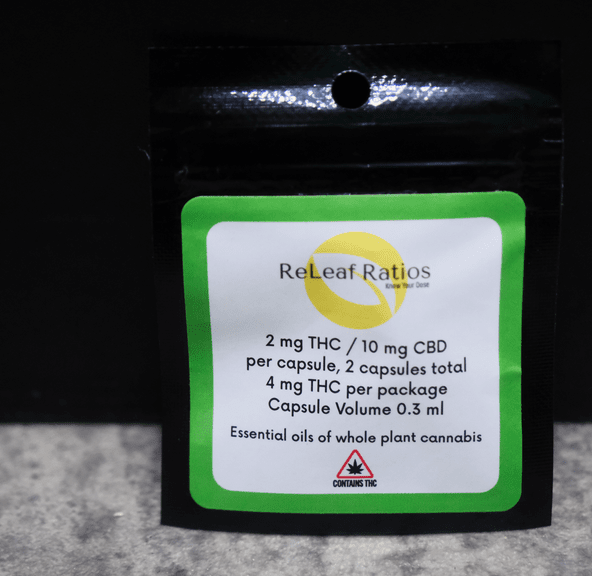 ReLeaf Ratios
Know Your Dose
2 mg THC / 10 mg CBD
per capsule, 2 capsules total
4 mg THC per package
Capsule Volume 0.3 ml
Essential oils of whole plant cannabis
CONTAINS THC